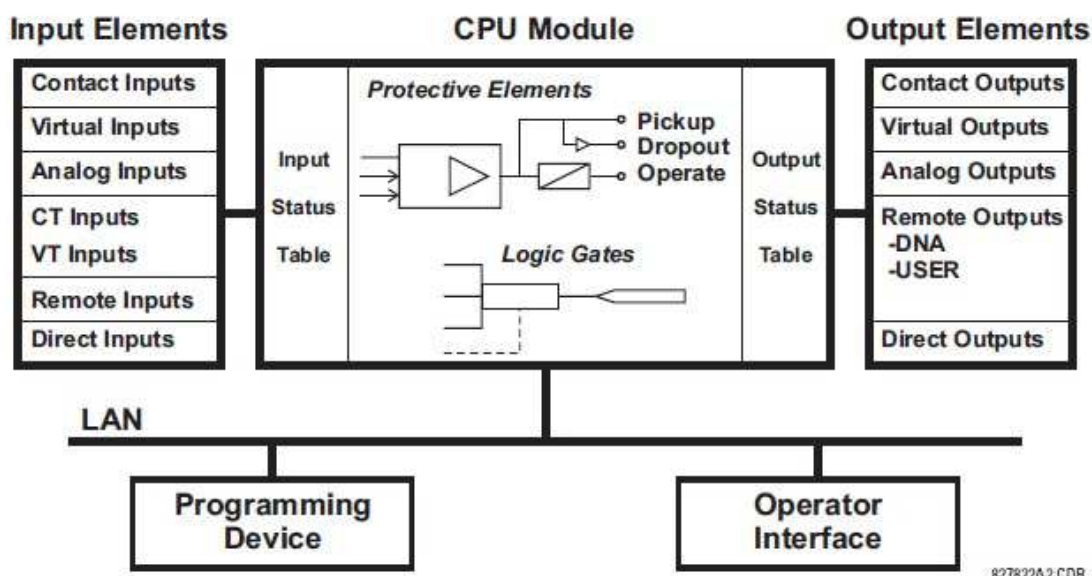 Input Elements
CPU Module
Output Elements
Contact Inputs
Virtual Inputs
Analog Inputs
CT Inputs
VT Inputs
Remote Inputs
Direct Inputs
Input
Status
Table
Protective Elements
Pickup
Dropout
Operate
Logic Gates
Output
Status
Table
Contact Outputs
Virtual Outputs
Analog Outputs
Remote Outputs
-DNA
-USER
Direct Outputs
LAN
Programming
Device
Operator
Interface
827822A2.CDR